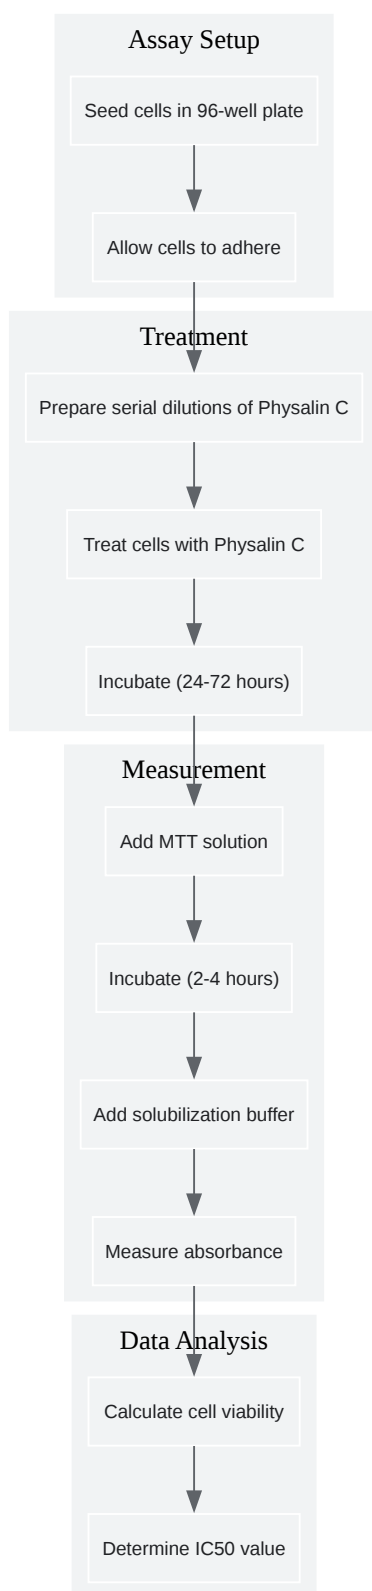 Assay Setup
Seed cells in 96-well plate
Allow cells to adhere
Treatment
Prepare serial dilutions of Physalin C
Treat cells with Physalin C
Incubate (24-72 hours)
Measurement
Add MTT solution
Incubate (2-4 hours)
Add solubilization buffer
Measure absorbance
Data Analysis
Calculate cell viability
Determine IC50 value